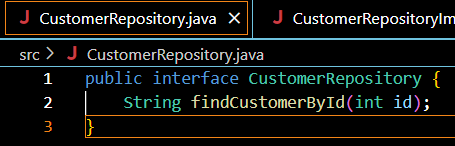 J CustomerRepository.java × J CustomerRepositoryIm
src > J CustomerRepository.java
1 public interface CustomerRepository {
2 String findCustomerById(int id);
3 }